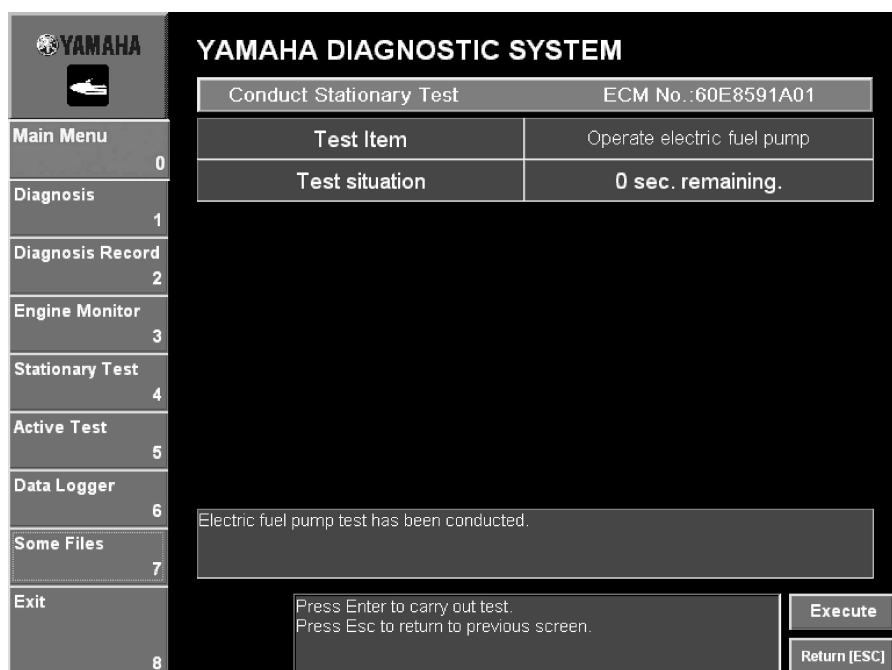 YAMAHA
YAMAHA DIAGNOSTIC SYSTEM
Conduct Stationary Test ECM No.:60E8591A01
Test Item Operate electric fuel pump
Test situation 0 sec. remaining.
Main Menu
0
Diagnosis
1
Diagnosis Record
2
Engine Monitor
3
Stationary Test
4
Active Test
5
Data Logger
6
Some Files
7
Exit
8
Electric fuel pump test has been conducted.
Press Enter to carry out test.
Press Esc to return to previous screen.
Execute
Return [ESC]